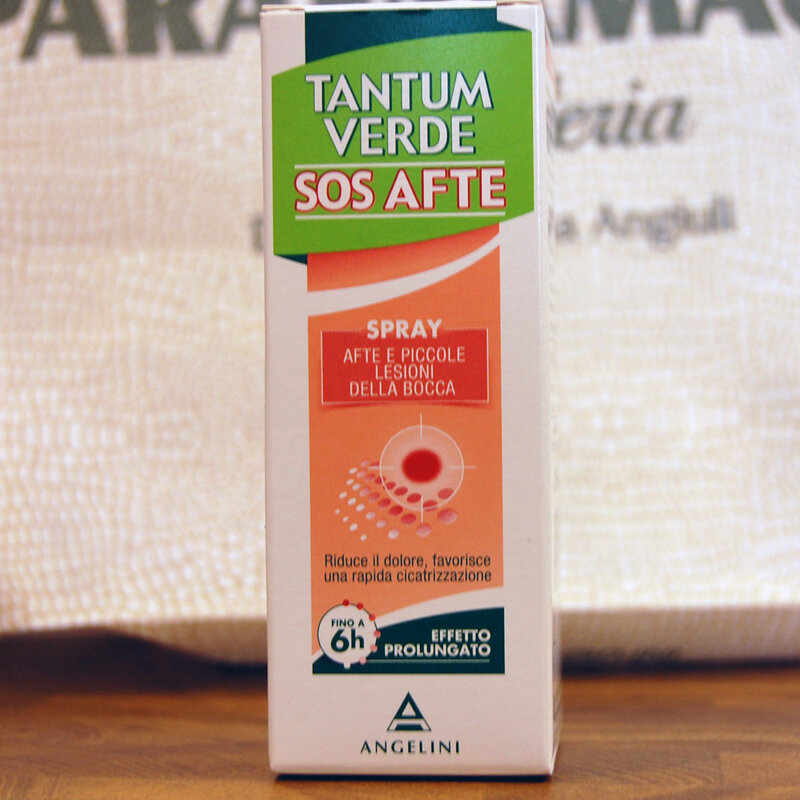 TANTUM
VERDE
SOS AFTE
SPRAY
AFTE E PICCOLE
LESIONI
DELLA BOCCA
Riduce il dolore, favorisce
una rapida cicatrizzazione
FINO A
6h
EFFETTO
PROLUNGATO
ANGELINI
Angiuli